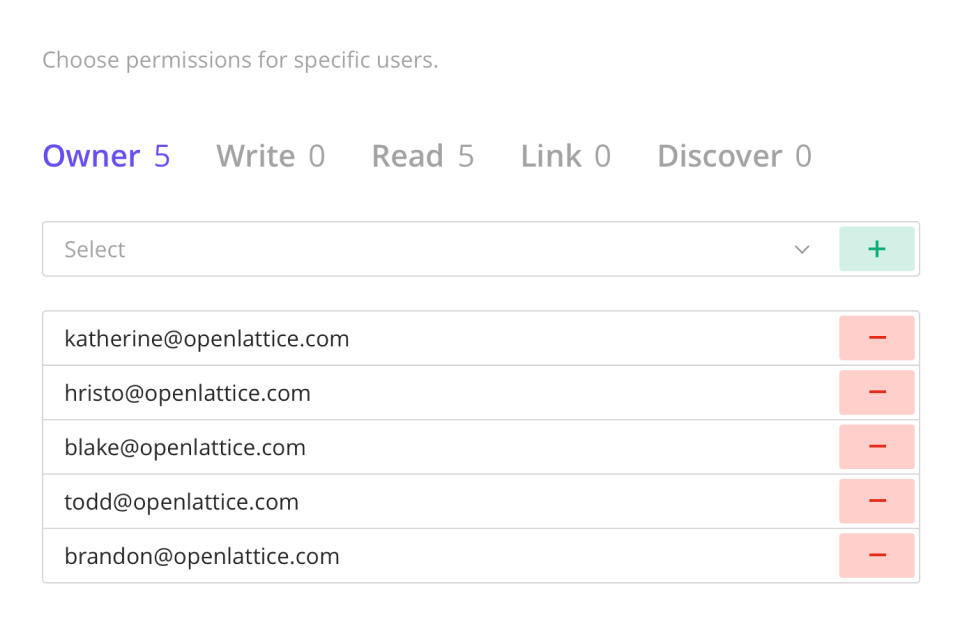 Choose permissions for specific users.
Owner 5 Write 0 Read 5 Link 0 Discover 0
Select +
katherine@openlattice.com −
hristo@openlattice.com −
blake@openlattice.com −
todd@openlattice.com −
brandon@openlattice.com −